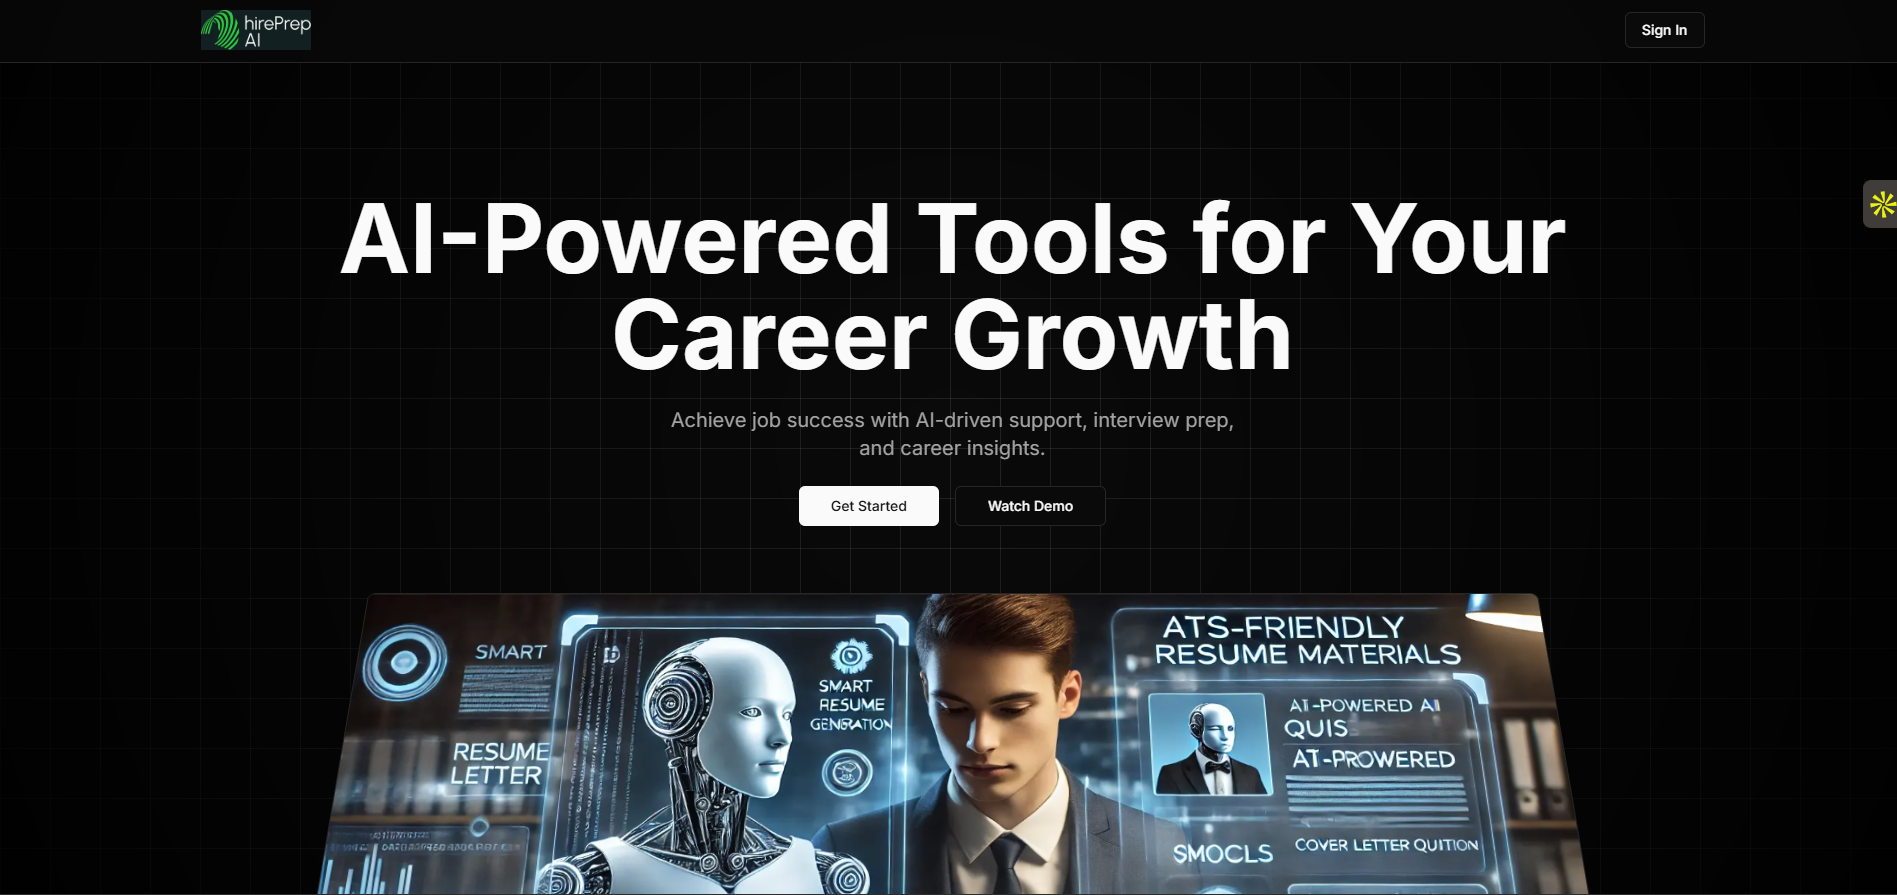 hirePrep
AI
Sign In
AI-Powered Tools for Your
Career Growth
Achieve job success with AI-driven support, interview prep,
and career insights.
Get Started
Watch Demo
SMART
RESUME
LETTER
SMART
RESUME
GENGRATION
ATS-FRIENDLY
RESUME MATERIALS
AT-POWERED AI
QUIS
AT-PROWERED
SMOCLS
COVER LETTER QUITION